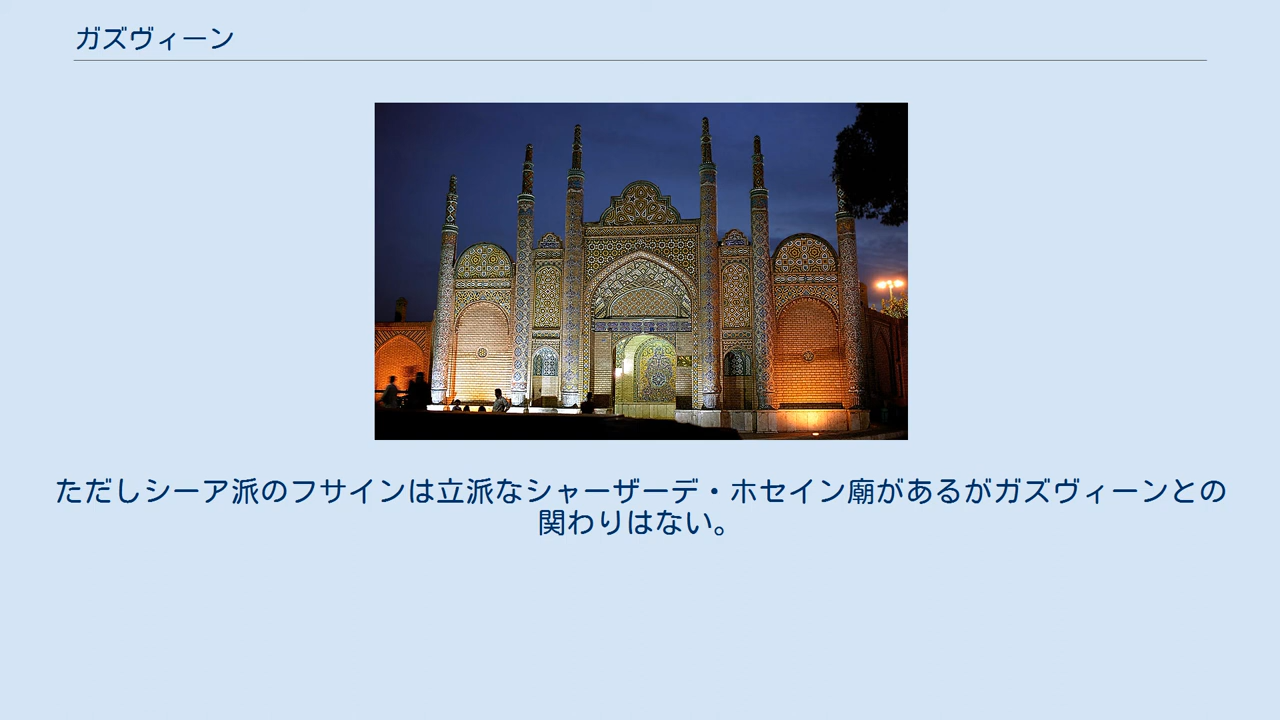 ガズヴィーン
ただしシーア派のフサインは立派なシャーザーデ・ホセイン廟があるがガズヴィーンとの
関わりはない。